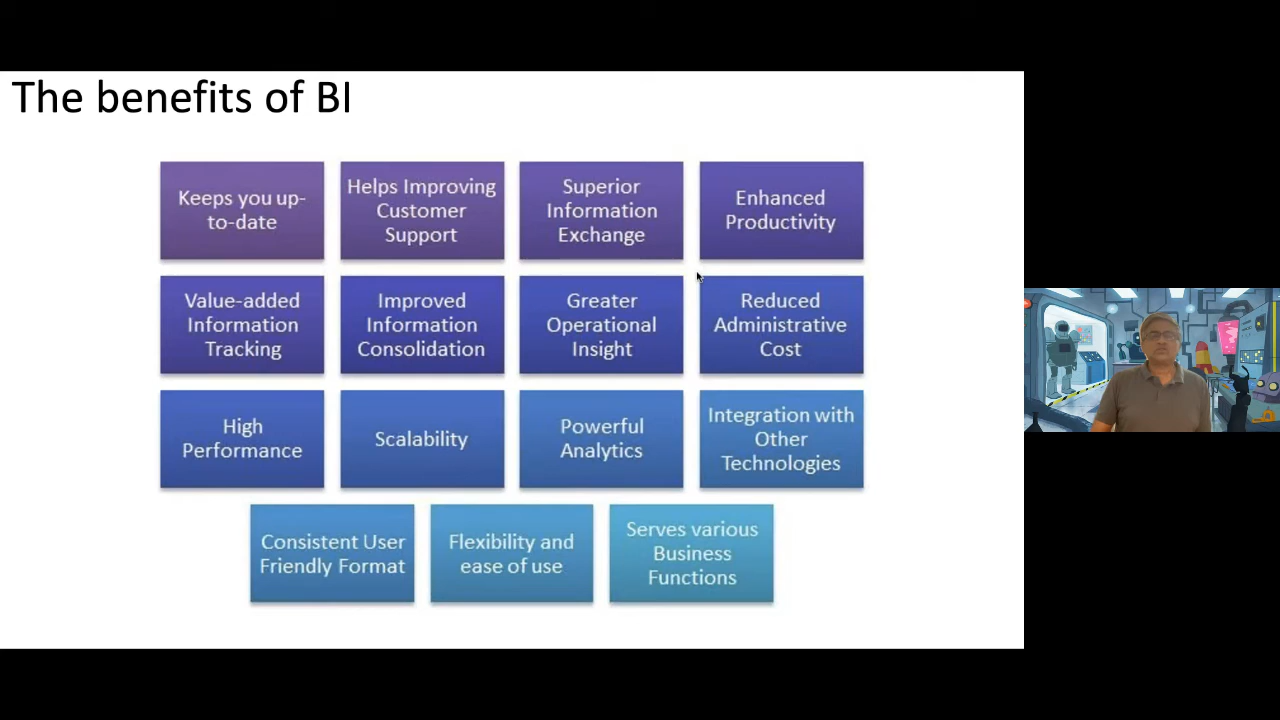 The benefits of BI
Keeps you up-
to-date
Helps Improving
Customer
Support
Superior
Information
Exchange
Enhanced
Productivity
Value-added
Information
Tracking
Improved
Information
Consolidation
Greater
Operational
Insight
Reduced
Administrative
Cost
High
Performance
Scalability
Powerful
Analytics
Integration with
Other
Technologies
Consistent User
Friendly Format
Flexibility and
ease of use
Serves various
Business
Functions